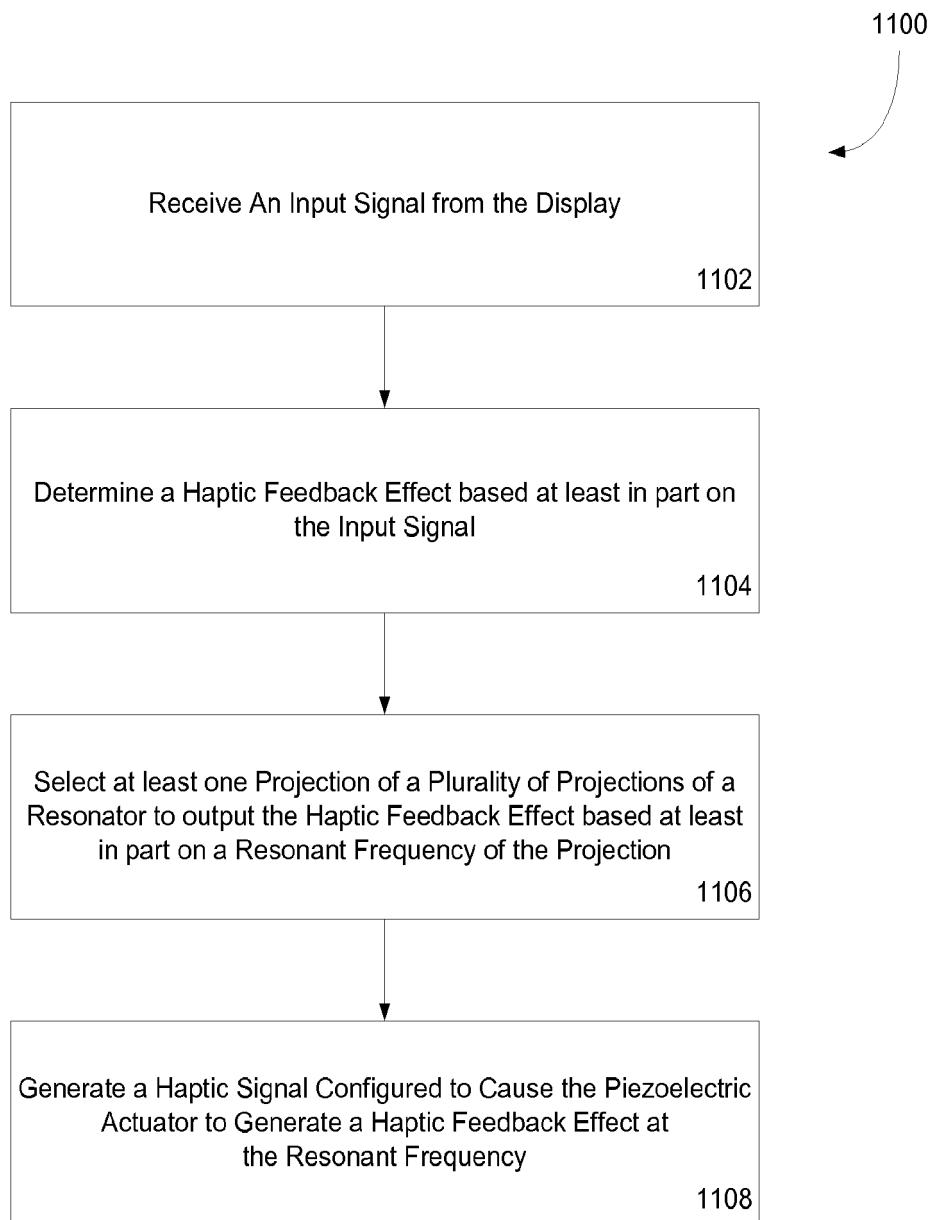 1100
Receive An Input Signal from the Display
1102
Determine a Haptic Feedback Effect based at least in part on
the Input Signal
1104
Select at least one Projection of a Plurality of Projections of a
Resonator to output the Haptic Feedback Effect based at least
in part on a Resonant Frequency of the Projection
1106
Generate a Haptic Signal Configured to Cause the Piezoelectric
Actuator to Generate a Haptic Feedback Effect at
the Resonant Frequency
1108